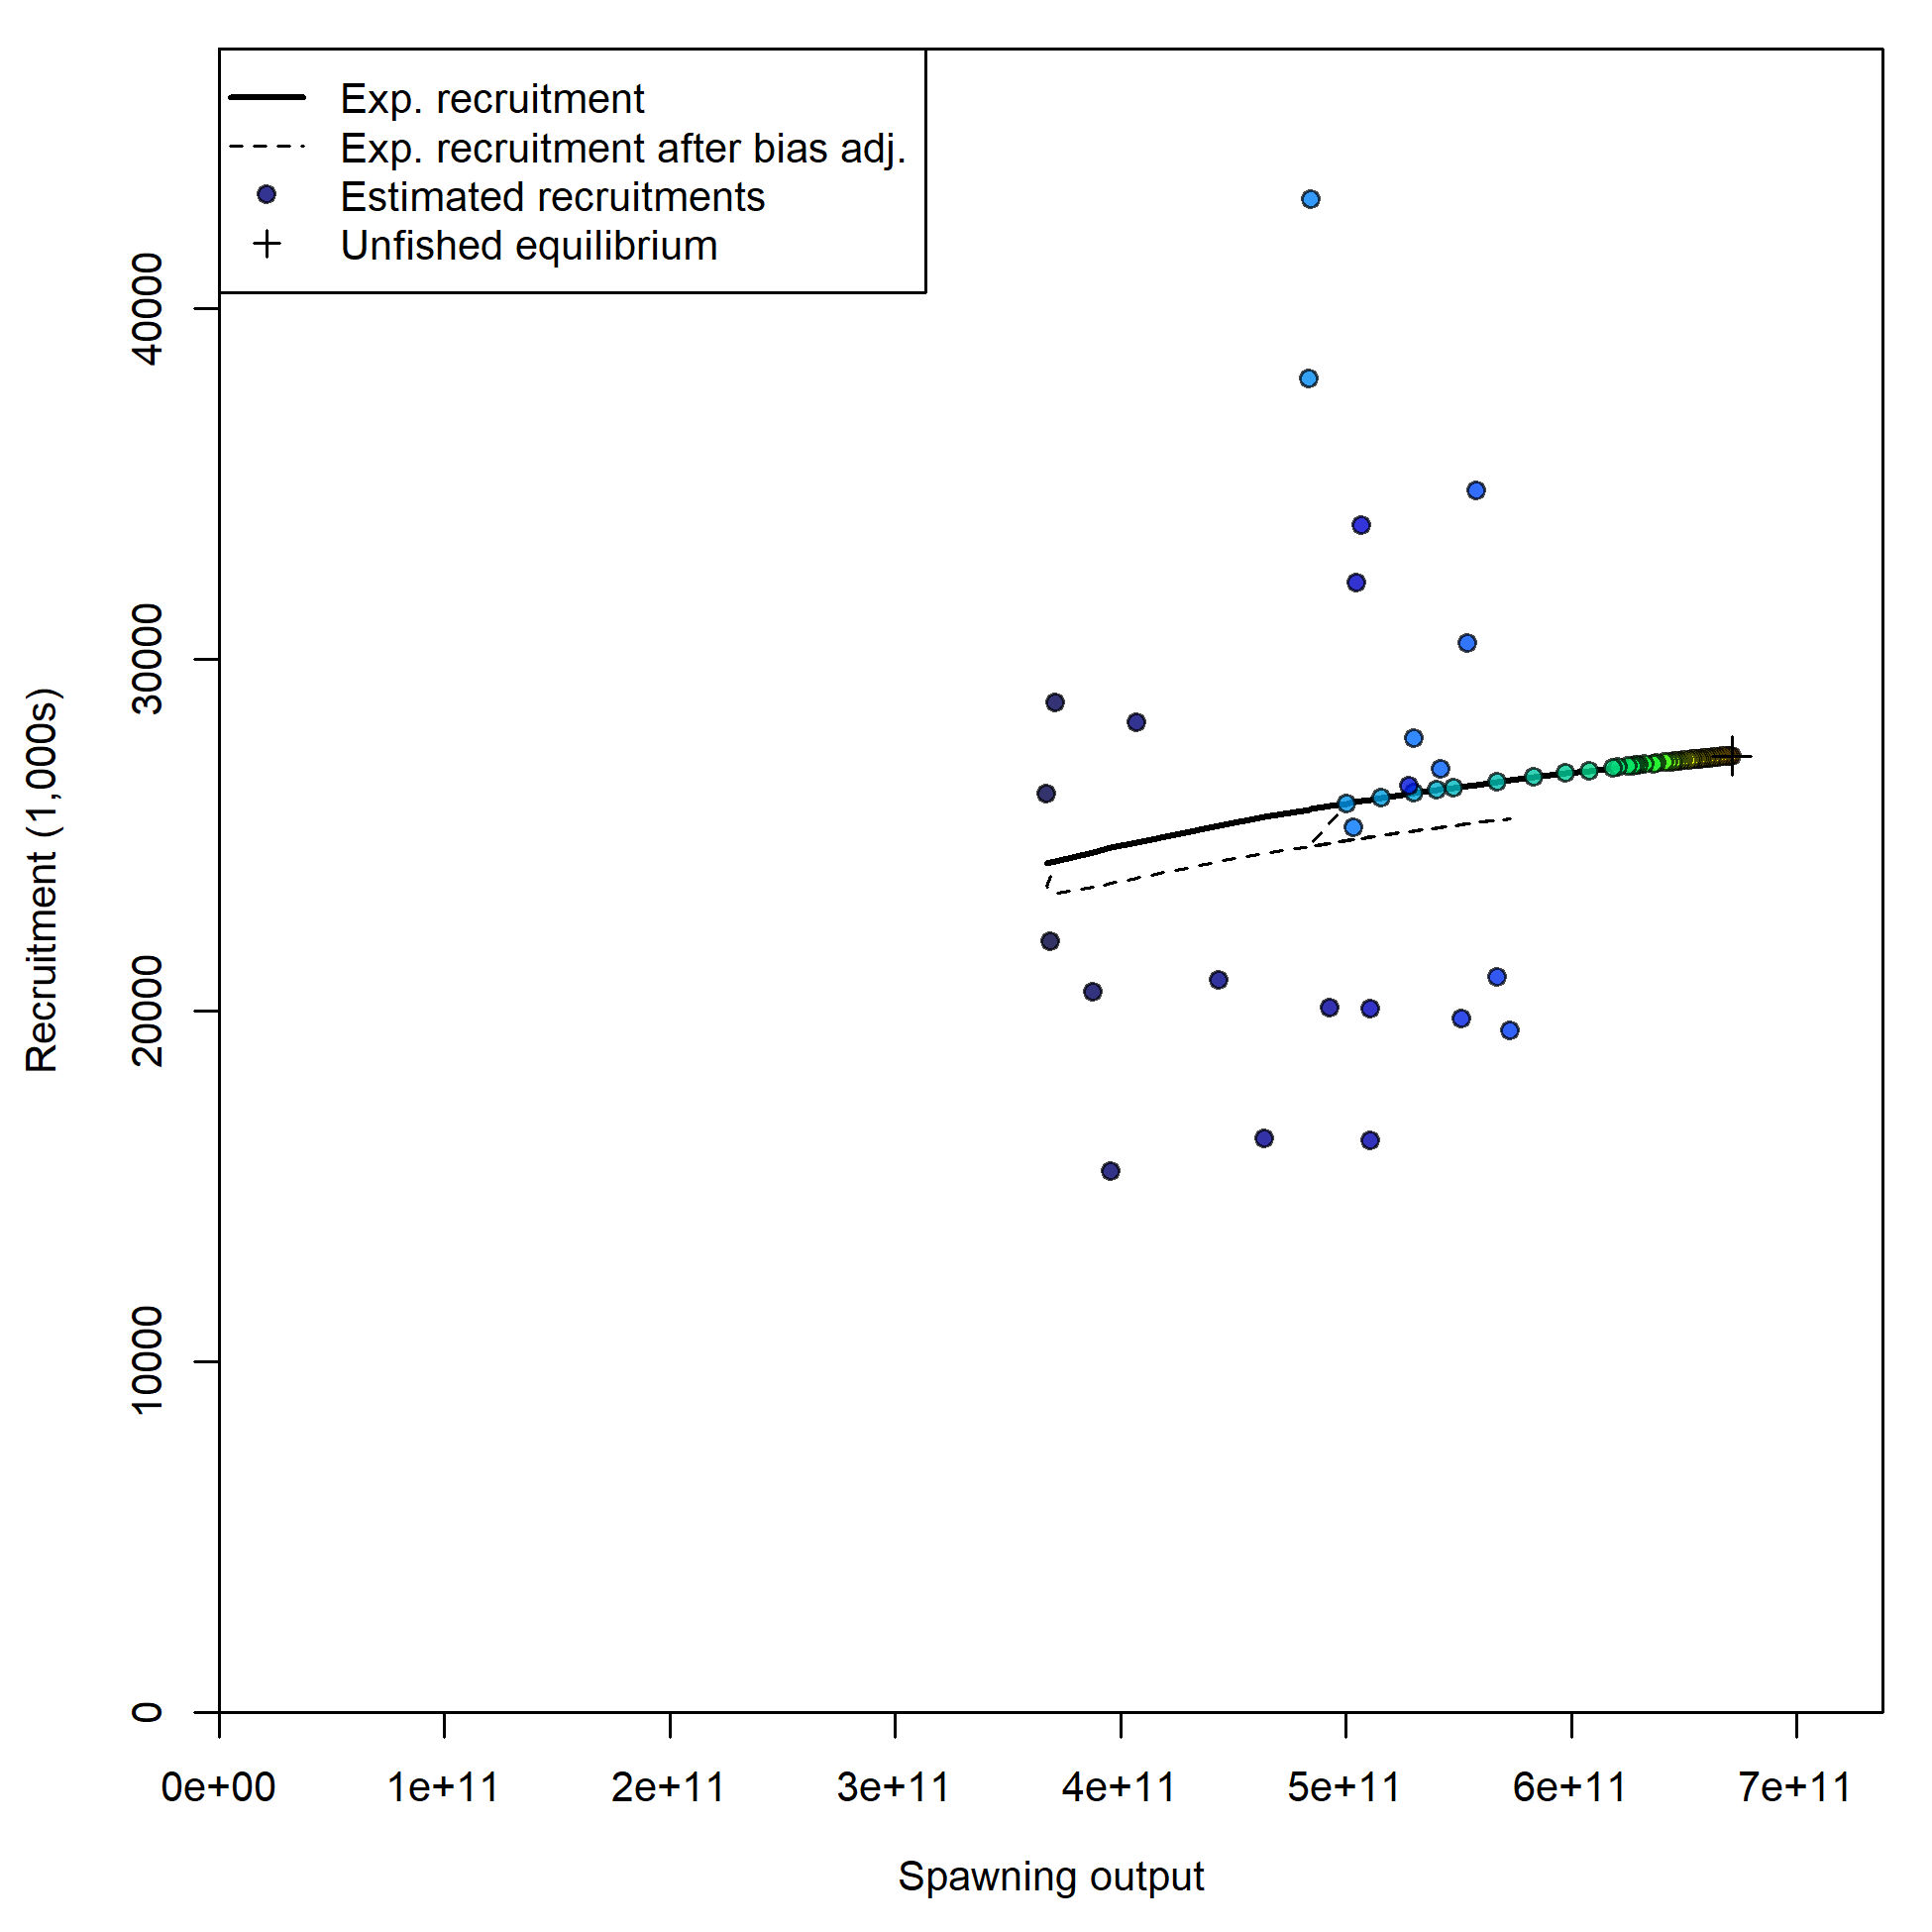 Exp. recruitment
Exp. recruitment after bias adj.
Estimated recruitments
Unfished equilibrium
Recruitment (1,000s)
40000
30000
20000
10000
0
0e+00 1e+11 2e+11 3e+11 4e+11 5e+11 6e+11 7e+11
Spawning output